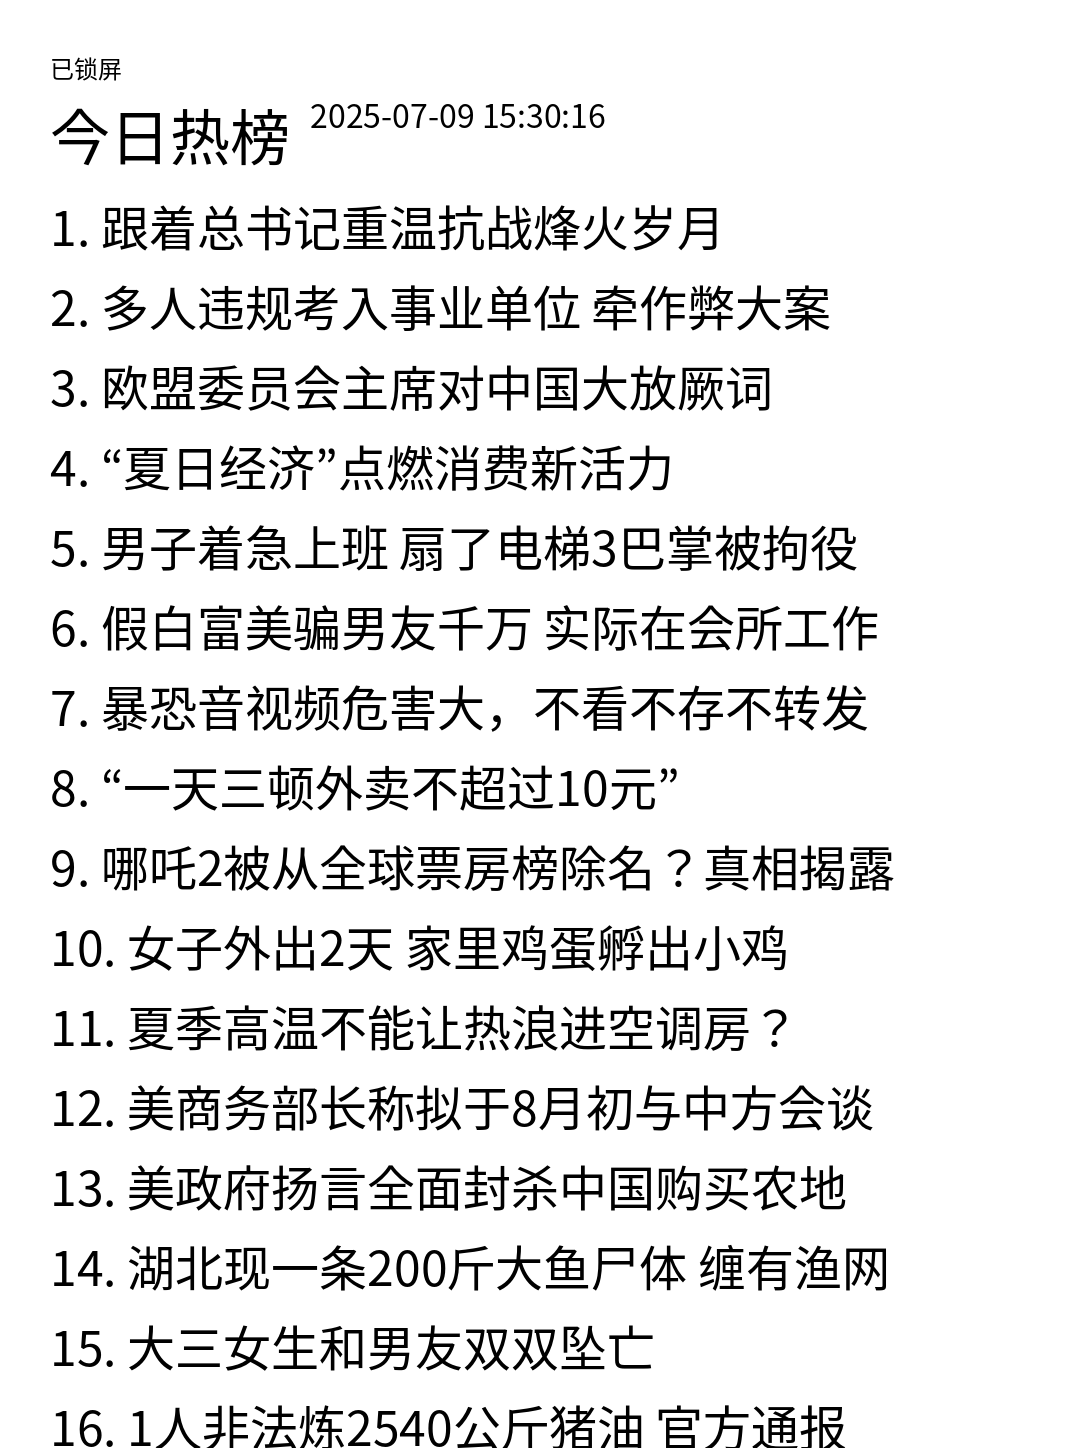 已锁屏
今日热榜 2025-07-09 15:30:16
1. 跟着总书记重温抗战烽火岁月
2. 多人违规考入事业单位 牵作弊大案
3. 欧盟委员会主席对中国大放厥词
4. “夏日经济”点燃消费新活力
5. 男子着急上班 扇了电梯3巴掌被拘役
6. 假白富美骗男友千万 实际在会所工作
7. 暴恐音视频危害大，不看不存不转发
8. “一天三顿外卖不超过10元”
9. 哪吒2被从全球票房榜除名？真相揭露
10. 女子外出2天 家里鸡蛋孵出小鸡
11. 夏季高温不能让热浪进空调房？
12. 美商务部长称拟于8月初与中方会谈
13. 美政府扬言全面封杀中国购买农地
14. 湖北现一条200斤大鱼尸体 缠有渔网
15. 大三女生和男友双双坠亡
16. 1人非法炼2540公斤猪油 官方通报